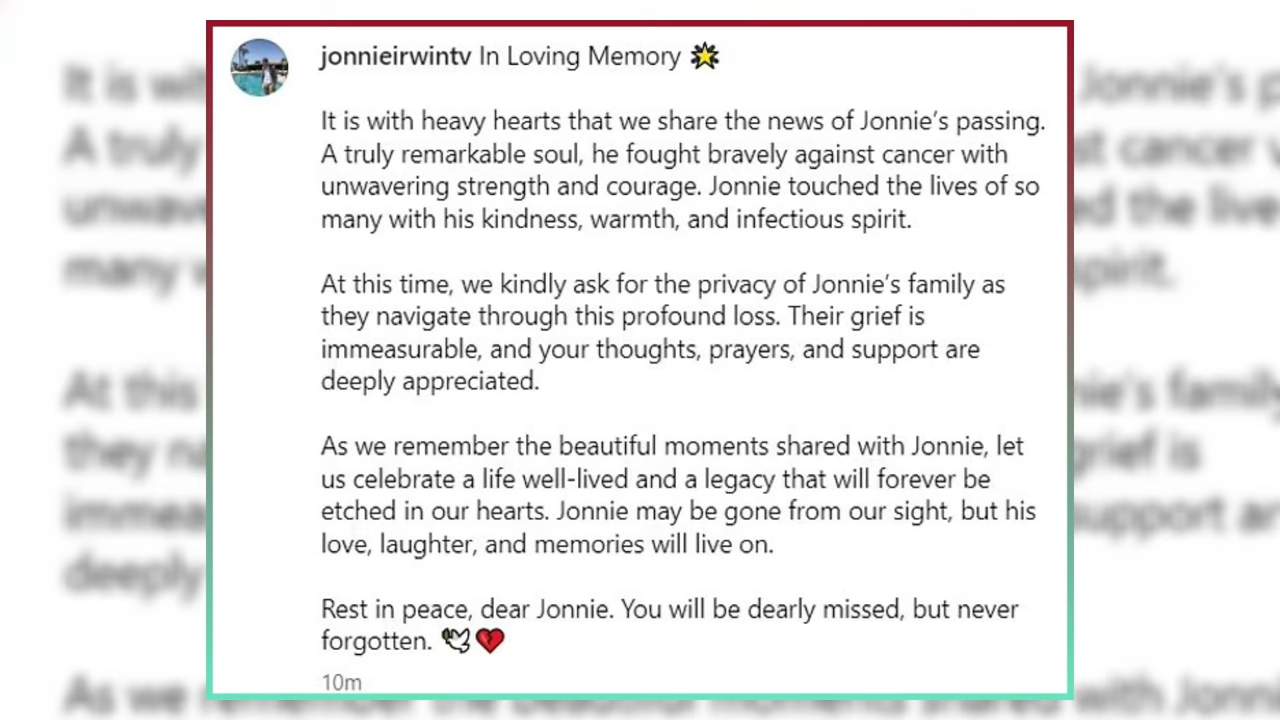 jonnieirwintv In Loving Memory 🌟
It is with heavy hearts that we share the news of Jonnie's passing.
A truly remarkable soul, he fought bravely against cancer with
unwavering strength and courage. Jonnie touched the lives of so
many with his kindness, warmth, and infectious spirit.
At this time, we kindly ask for the privacy of Jonnie's family as
they navigate through this profound loss. Their grief is
immeasurable, and your thoughts, prayers, and support are
deeply appreciated.
As we remember the beautiful moments shared with Jonnie, let
us celebrate a life well-lived and a legacy that will forever be
etched in our hearts. Jonnie may be gone from our sight, but his
love, laughter, and memories will live on.
Rest in peace, dear Jonnie. You will be dearly missed, but never
forgotten. 🕊💔
10m